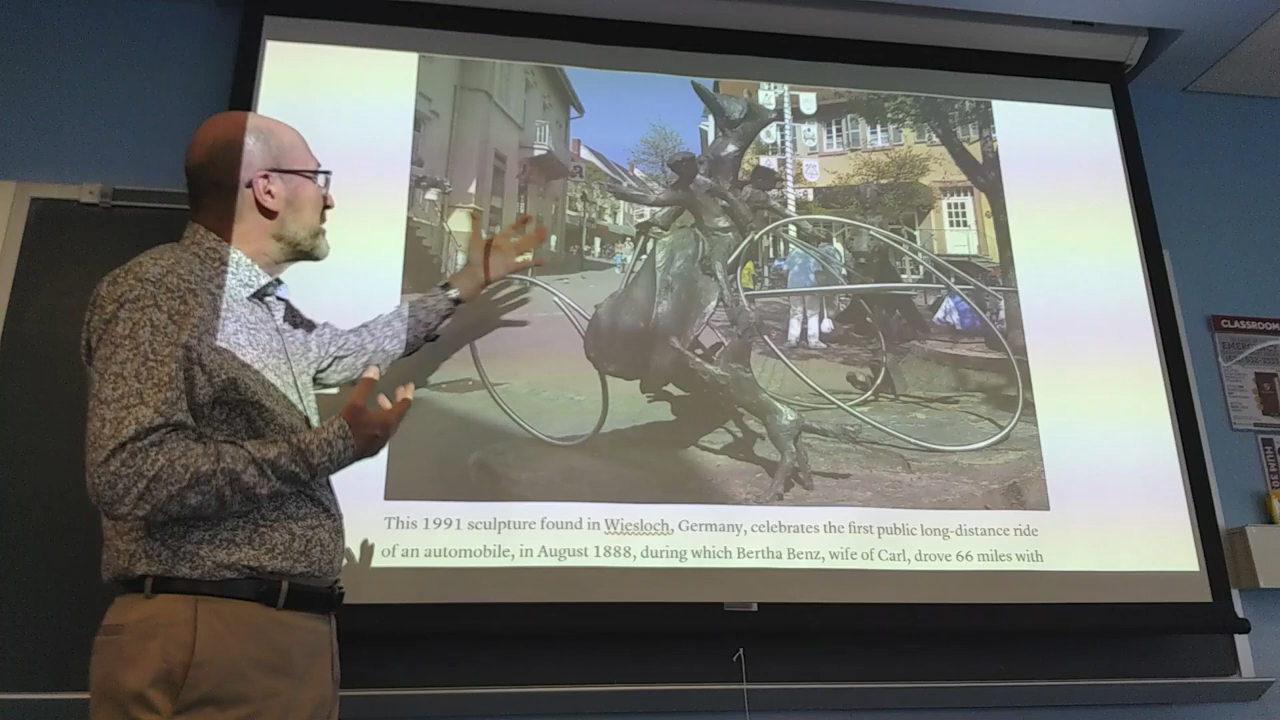 This 1991 sculpture found in Wiesloch, Germany, celebrates the first public long-distance ride
of an automobile, in August 1888, during which Bertha Benz, wife of Carl, drove 66 miles with
CLASSROOM